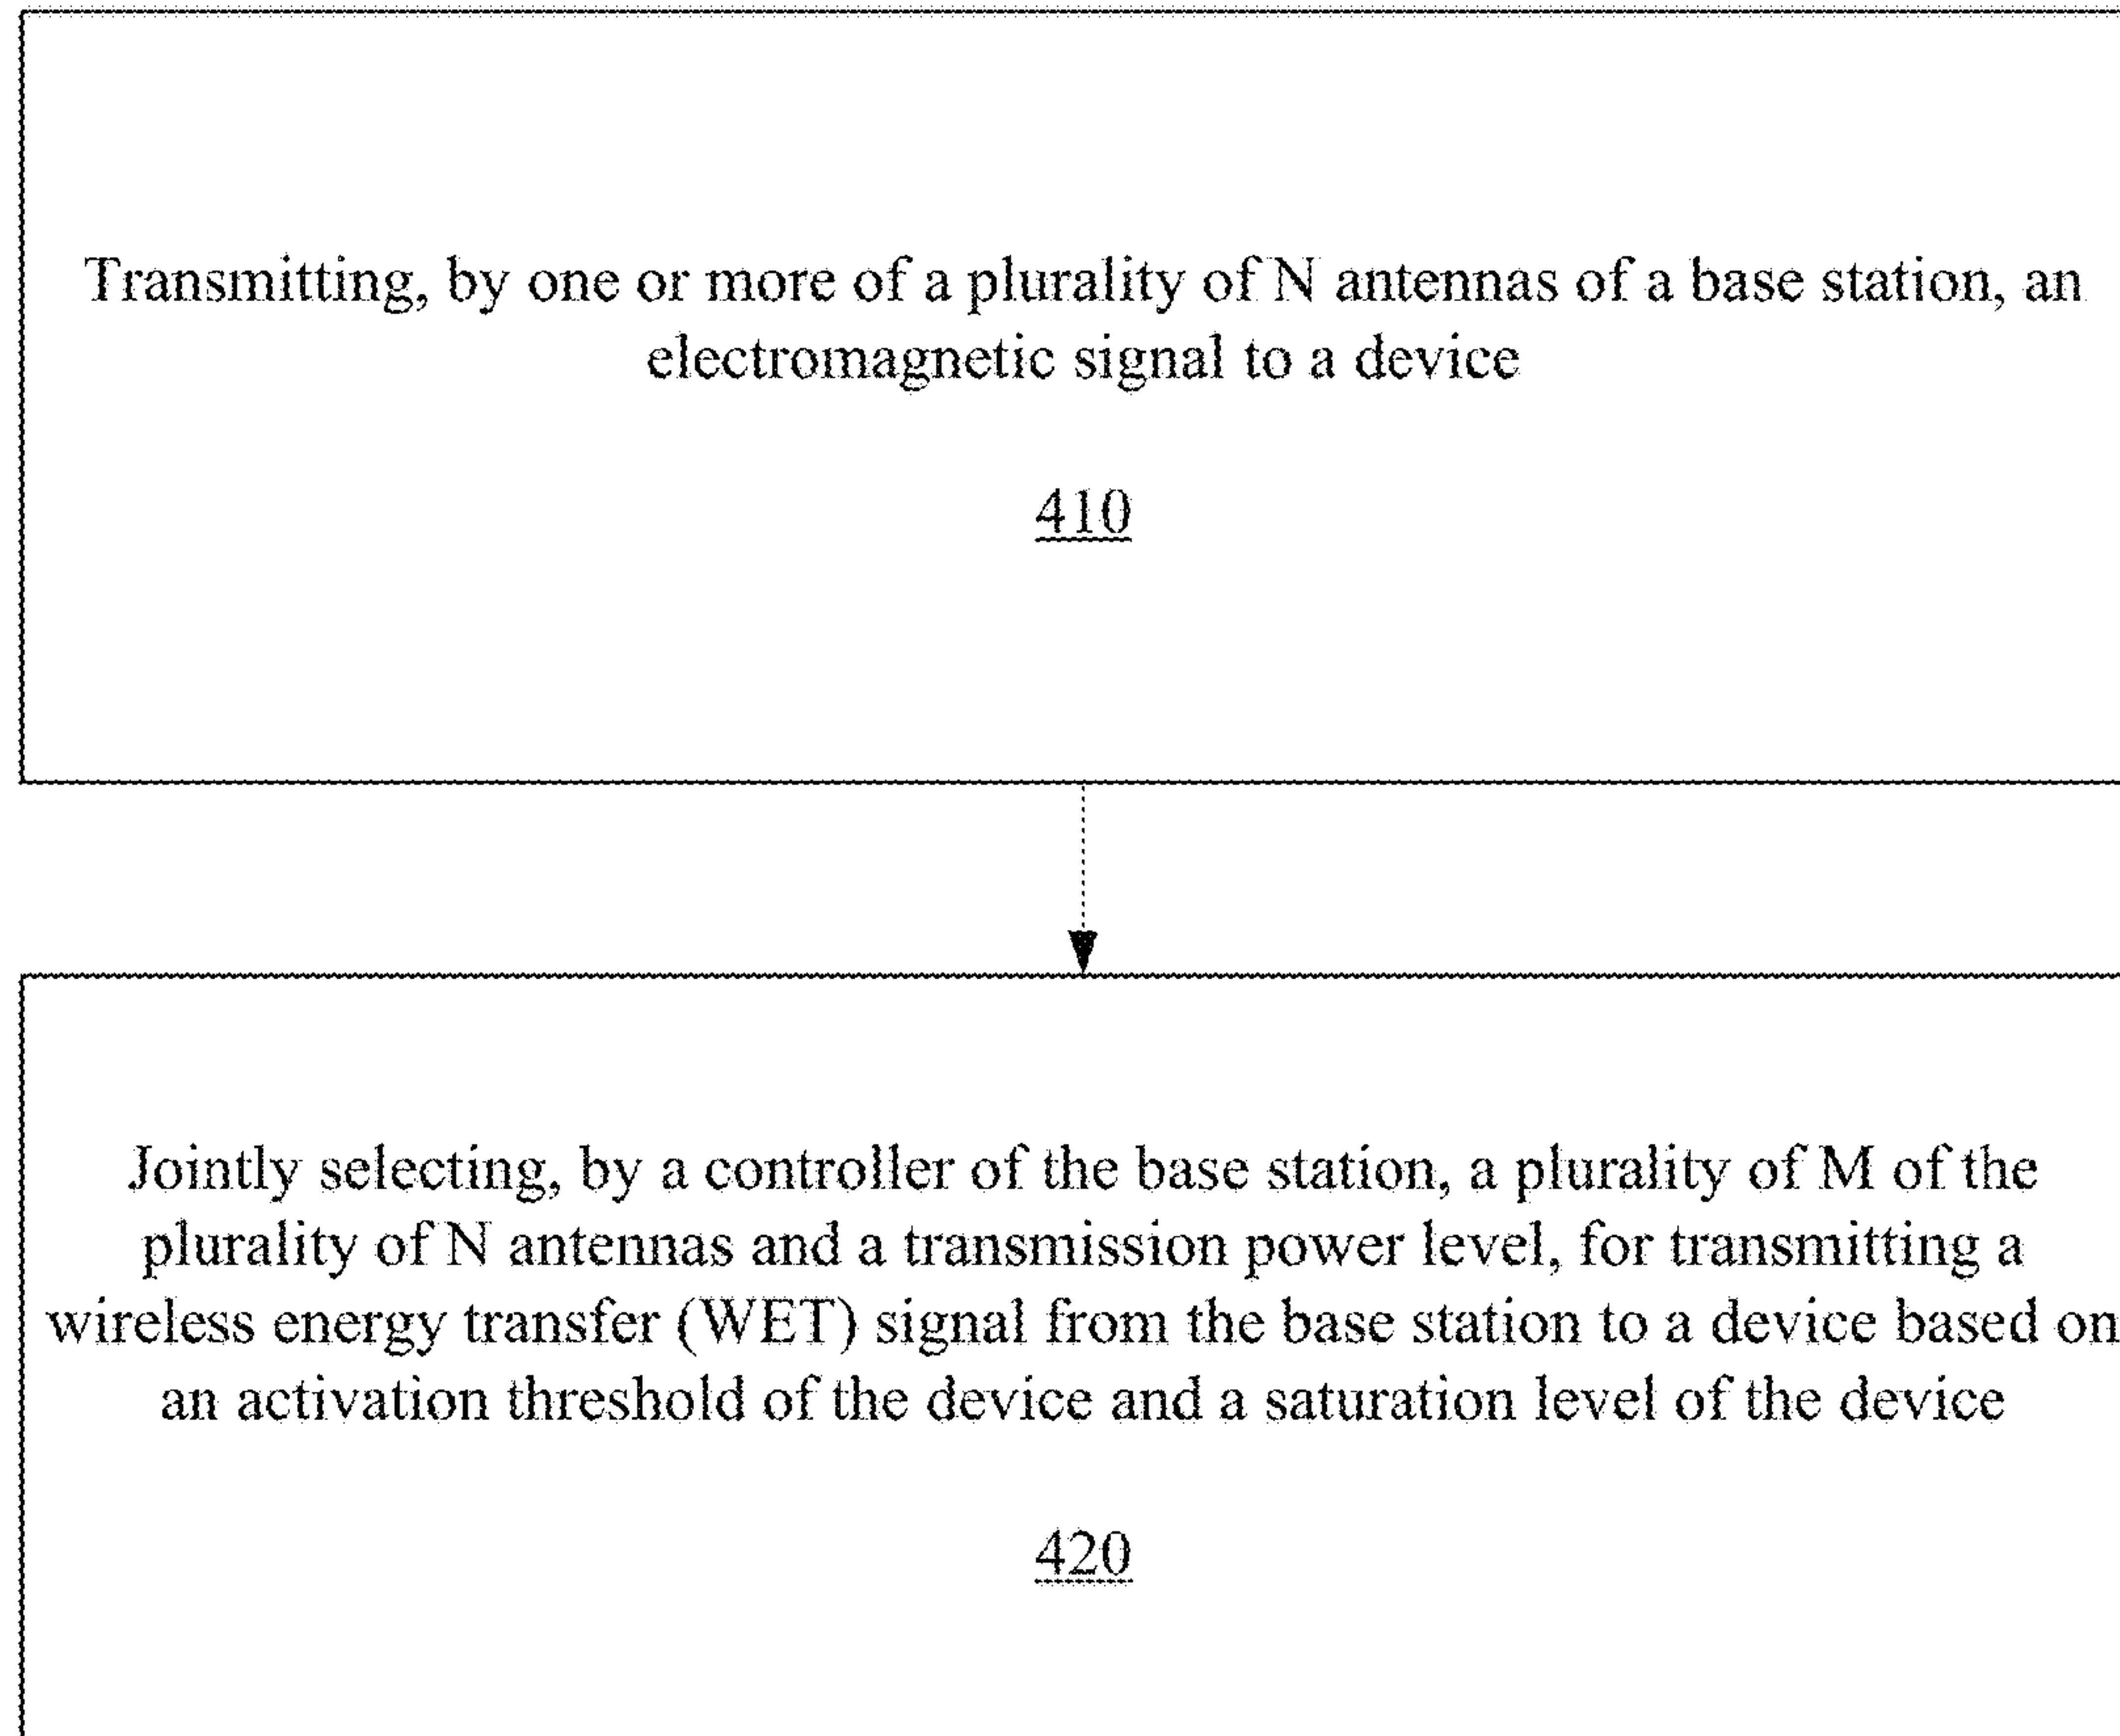 Transmitting, by one or more of a plurality of N antennas of a base station, an
electromagnetic signal to a device
410
Jointly selecting, by a controller of the base station, a plurality of M of the
plurality of N antennas and a transmission power level, for transmitting a
wireless energy transfer (WET) signal from the base station to a device based on
an activation threshold of the device and a saturation level of the device
420